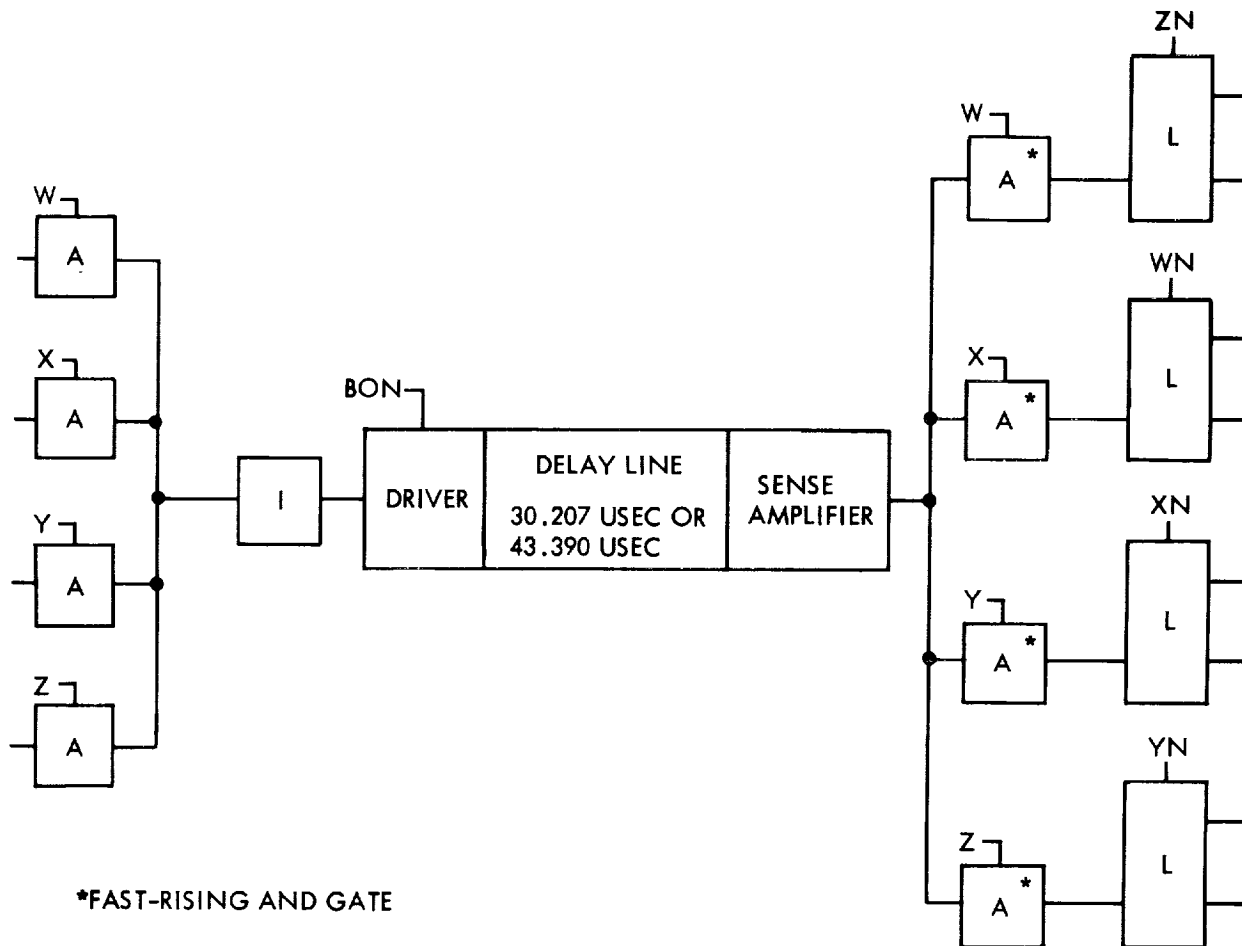 ZN
W
A *
L
W
A
WN
X
A *
L
X
A
BON
DRIVER
DELAY LINE
30.207 USEC OR
43.390 USEC
SENSE
AMPLIFIER
I
XN
Y
A *
L
Y
A
Z
A
YN
Z
A *
L
*FAST-RISING AND GATE